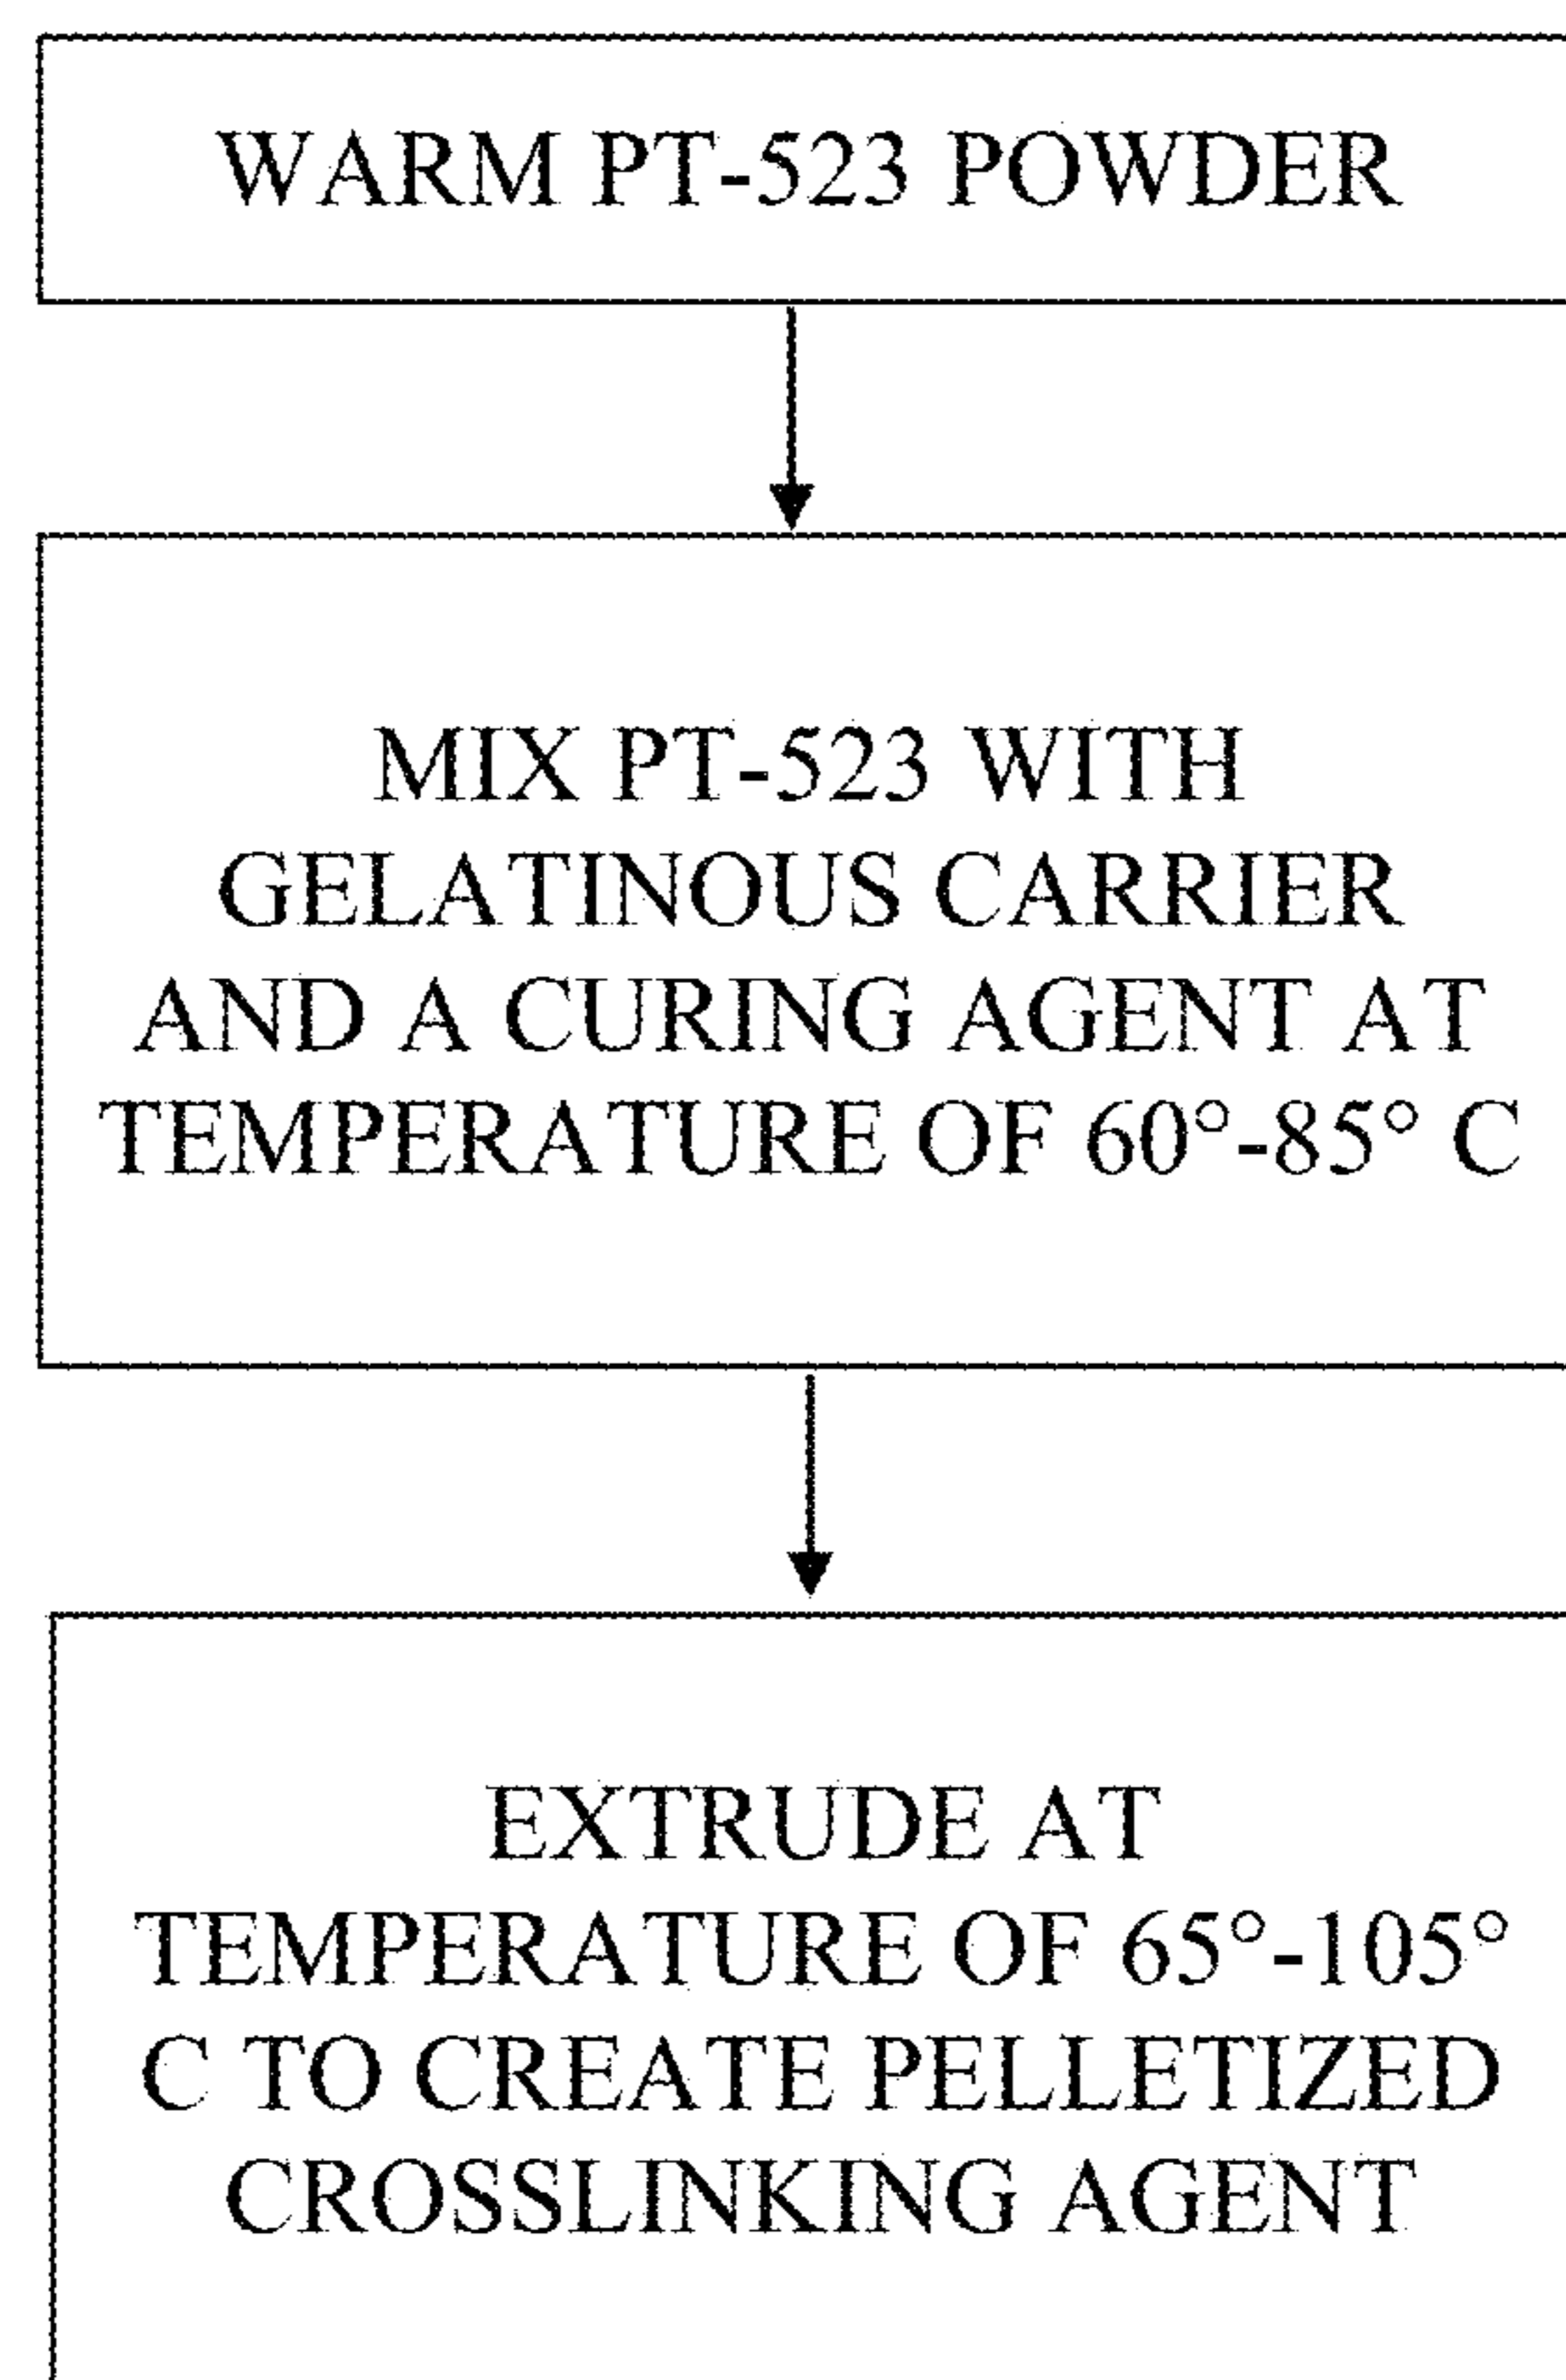 WARM PT-523 POWDER
MIX PT-523 WITH
GELATINOUS CARRIER
AND A CURING AGENT AT
TEMPERATURE OF 60°-85° C
EXTRUDE AT
TEMPERATURE OF 65°-105°
C TO CREATE PELLETIZED
CROSSLINKING AGENT